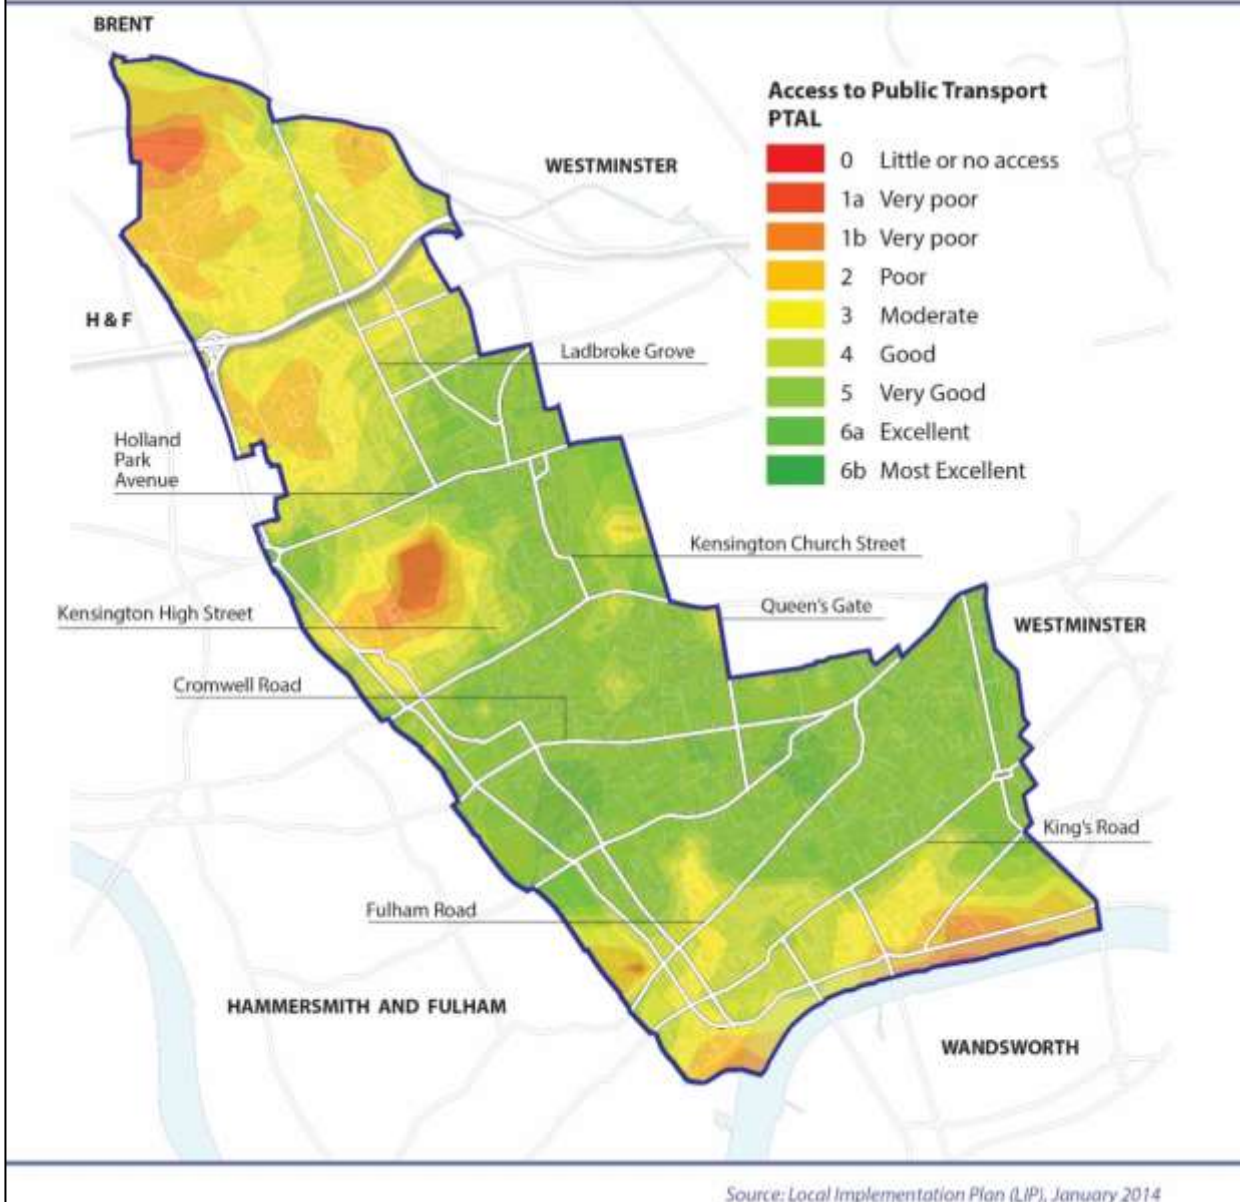 BRENT
Access to Public Transport
PTAL
0 Little or no access
1a Very poor
1b Very poor
2 Poor
3 Moderate
4 Good
5 Very Good
6a Excellent
6b Most Excellent
WESTMINSTER
H & F
Ladbroke Grove
Holland
Park
Avenue
Kensington Church Street
Kensington High Street
Queen's Gate
WESTMINSTER
Cromwell Road
King's Road
Fulham Road
HAMMERSMITH AND FULHAM
WANDSWORTH
Source: Local Implementation Plan (LIP), January 2014